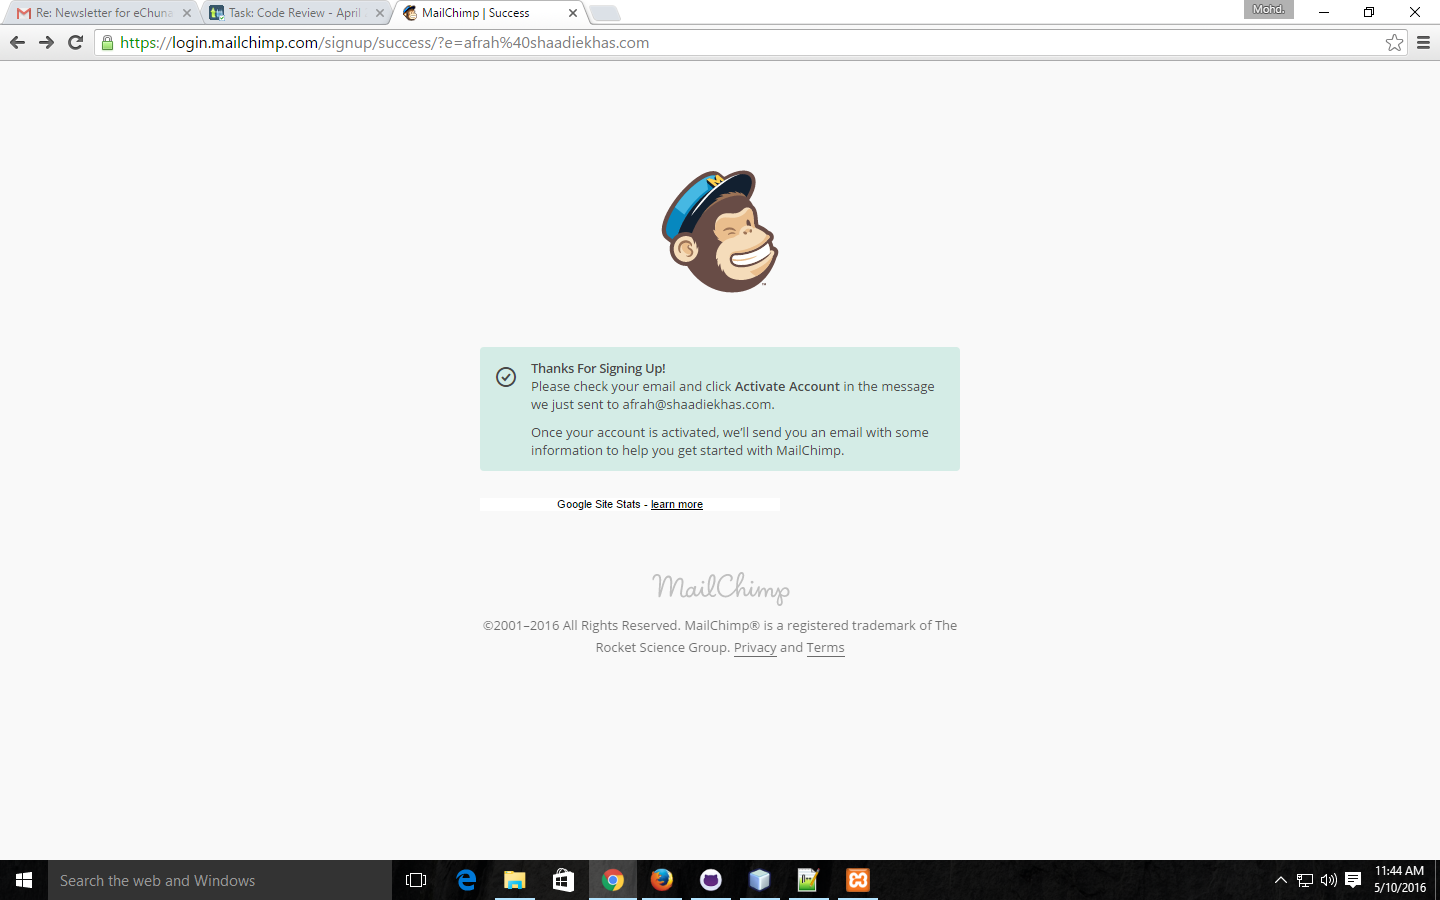 Re: Newsletter for eChuna
Task: Code Review - April
MailChimp | Success
Mohd.
https://login.mailchimp.com/signup/success/?e=afrah%40shaadiekhas.com
Thanks For Signing Up!
Please check your email and click Activate Account in the message
we just sent to afrah@shaadiekhas.com.
Once your account is activated, we'll send you an email with some
information to help you get started with MailChimp.
Google Site Stats - learn more
MailChimp
©2001–2016 All Rights Reserved. MailChimp® is a registered trademark of The
Rocket Science Group. Privacy and Terms
Search the web and Windows
11:44 AM
5/10/2016